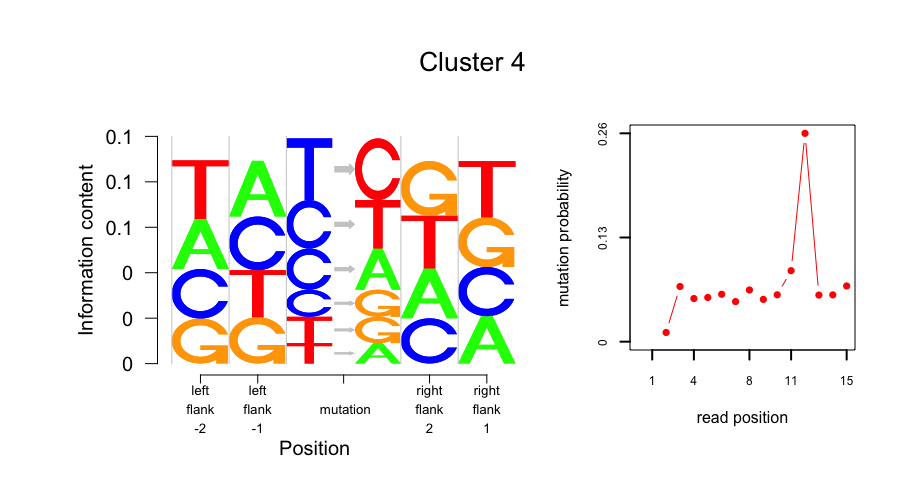 Cluster 4
Information content
0.1
0.1
0.1
0
0
0
T A T C G T
A C C T T G
C T C A A C
G G C G C A
T G
T A
left flank -2
left flank -1
mutation
right flank 2
right flank 1
Position
mutation probability
0.26
0.13
0
1 4 8 11 15
read position